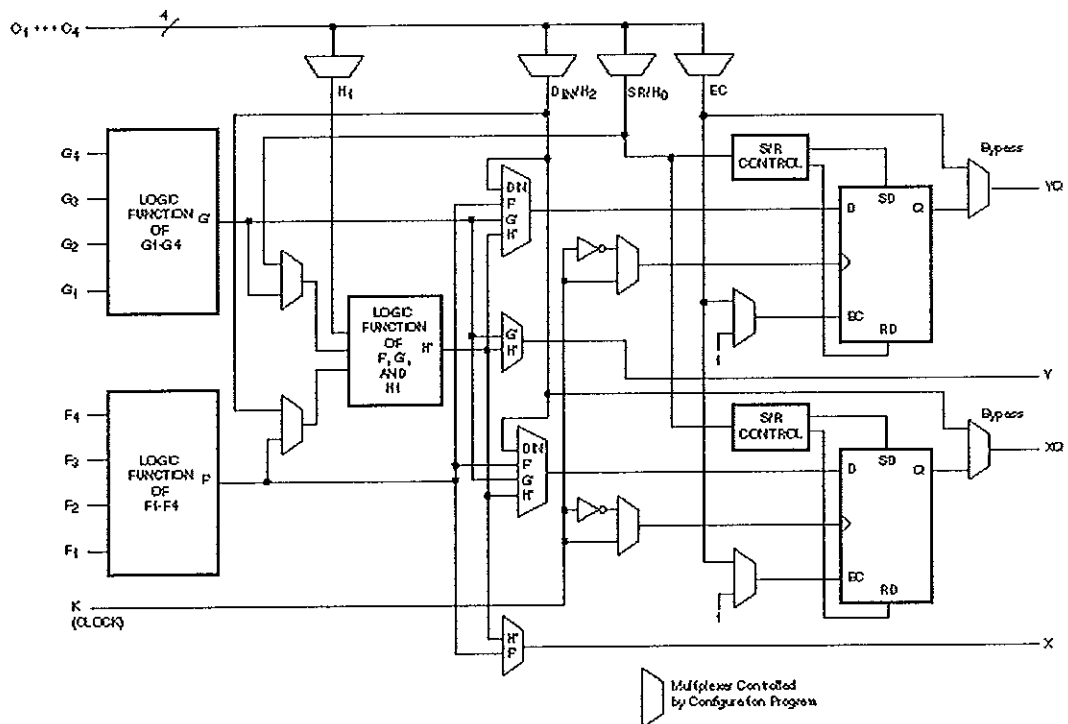 4
C1 ••• C4
H1
DIN/H2
SR/H0
EC
G4
G3
G2
G1
LOGIC
FUNCTION
OF
G1-G4
G'
DIN
F'
G'
H'
S/R
CONTROL
D
SD
Q
EC
RD
1
Bypass
YQ
LOGIC
FUNCTION
OF
F', G',
AND
H1
H'
G'
H'
Y
F4
F3
F2
F1
LOGIC
FUNCTION
OF
F1-F4
F'
DIN
F'
G'
H'
S/R
CONTROL
D
SD
Q
EC
RD
1
Bypass
XQ
K
(CLOCK)
H'
F'
X
Multiplexer Controlled
by Configuration Program